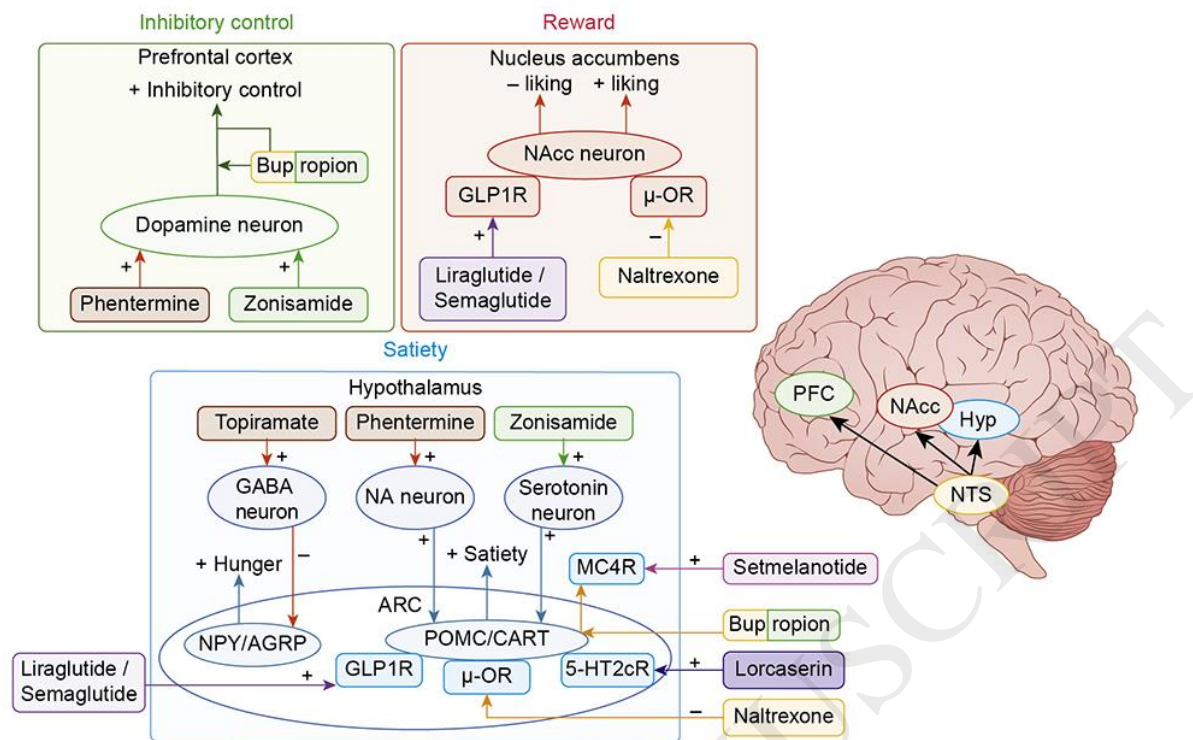 Inhibitory control
Prefrontal cortex
+ Inhibitory control
Bupropion
Dopamine neuron
+
+
Phentermine
Zonisamide
Reward
Nucleus accumbens
– liking + liking
NAcc neuron
GLP1R
μ-OR
+
–
Liraglutide /
Semaglutide
Naltrexone
Satiety
Hypothalamus
Topiramate
Phentermine
Zonisamide
+
+
+
GABA
neuron
NA neuron
Serotonin
neuron
–
+
+
+ Hunger
+ Satiety
MC4R
+
Setmelanotide
ARC
NPY/AGRP
POMC/CART
Bupropion
Liraglutide /
Semaglutide
+
GLP1R
μ-OR
5-HT2cR
+
Lorcaserin
–
Naltrexone
PFC
NAcc
Hyp
NTS